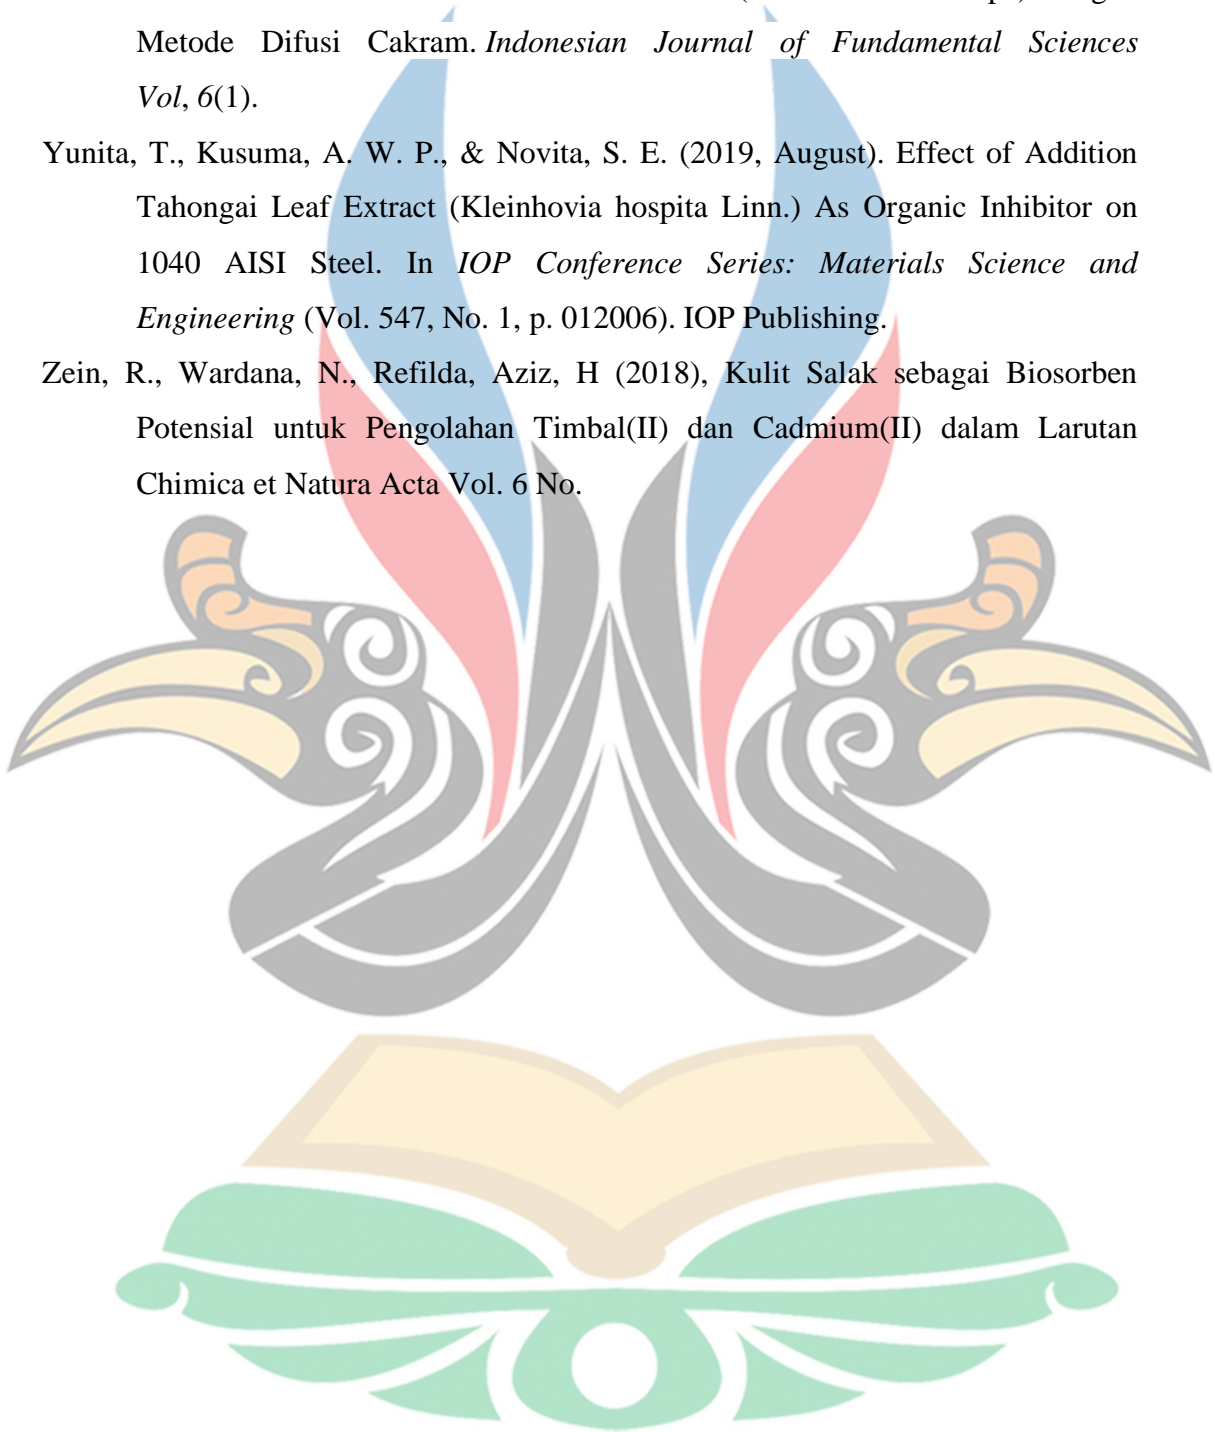 Metode Difusi Cakram. Indonesian Journal of Fundamental Sciences
Vol, 6(1).
Yunita, T., Kusuma, A. W. P., & Novita, S. E. (2019, August). Effect of Addition
Tahongai Leaf Extract (Kleinhovia hospita Linn.) As Organic Inhibitor on
1040 AISI Steel. In IOP Conference Series: Materials Science and
Engineering (Vol. 547, No. 1, p. 012006). IOP Publishing.
Zein, R., Wardana, N., Refilda, Aziz, H (2018), Kulit Salak sebagai Biosorben
Potensial untuk Pengolahan Timbal(II) dan Cadmium(II) dalam Larutan
Chimica et Natura Acta Vol. 6 No.